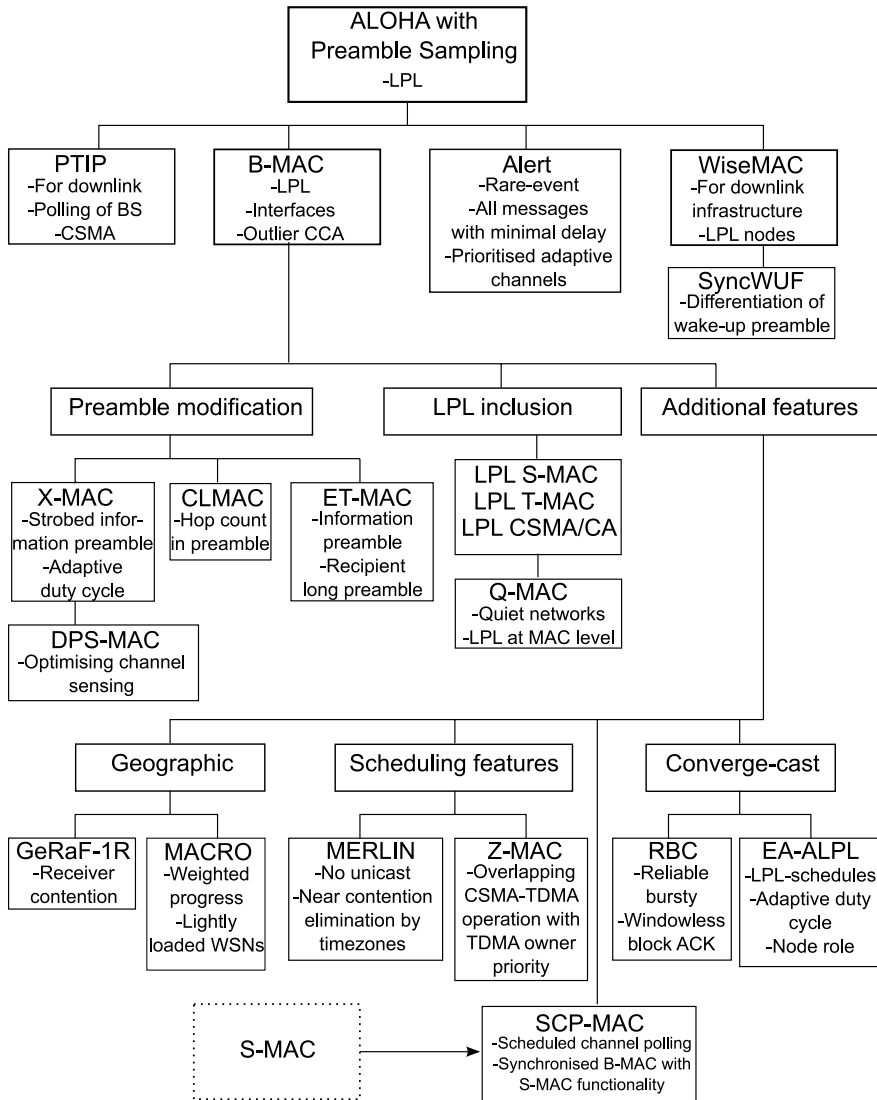 ALOHA with
Preamble Sampling
-LPL
PTIP
-For downlink
-Polling of BS
-CSMA
B-MAC
-LPL
-Interfaces
-Outlier CCA
Alert
-Rare-event
-All messages
with minimal delay
-Prioritised adaptive
channels
WiseMAC
-For downlink
infrastructure
-LPL nodes
SyncWUF
-Differentiation of
wake-up preamble
Preamble modification
LPL inclusion
Additional features
X-MAC
-Strobed infor-
mation preamble
-Adaptive
duty cycle
CLMAC
-Hop count
in preamble
ET-MAC
-Information
preamble
-Recipient
long preamble
LPL S-MAC
LPL T-MAC
LPL CSMA/CA
DPS-MAC
-Optimising channel
sensing
Q-MAC
-Quiet networks
-LPL at MAC level
Geographic
Scheduling features
Converge-cast
GeRaF-1R
-Receiver
contention
MACRO
-Weighted
progress
-Lightly
loaded WSNs
MERLIN
-No unicast
-Near contention
elimination by
timezones
Z-MAC
-Overlapping
CSMA-TDMA
operation with
TDMA owner
priority
RBC
-Reliable
bursty
-Windowless
block ACK
EA-ALPL
-LPL-schedules
-Adaptive duty
cycle
-Node role
S-MAC
SCP-MAC
-Scheduled channel polling
-Synchronised B-MAC with
S-MAC functionality